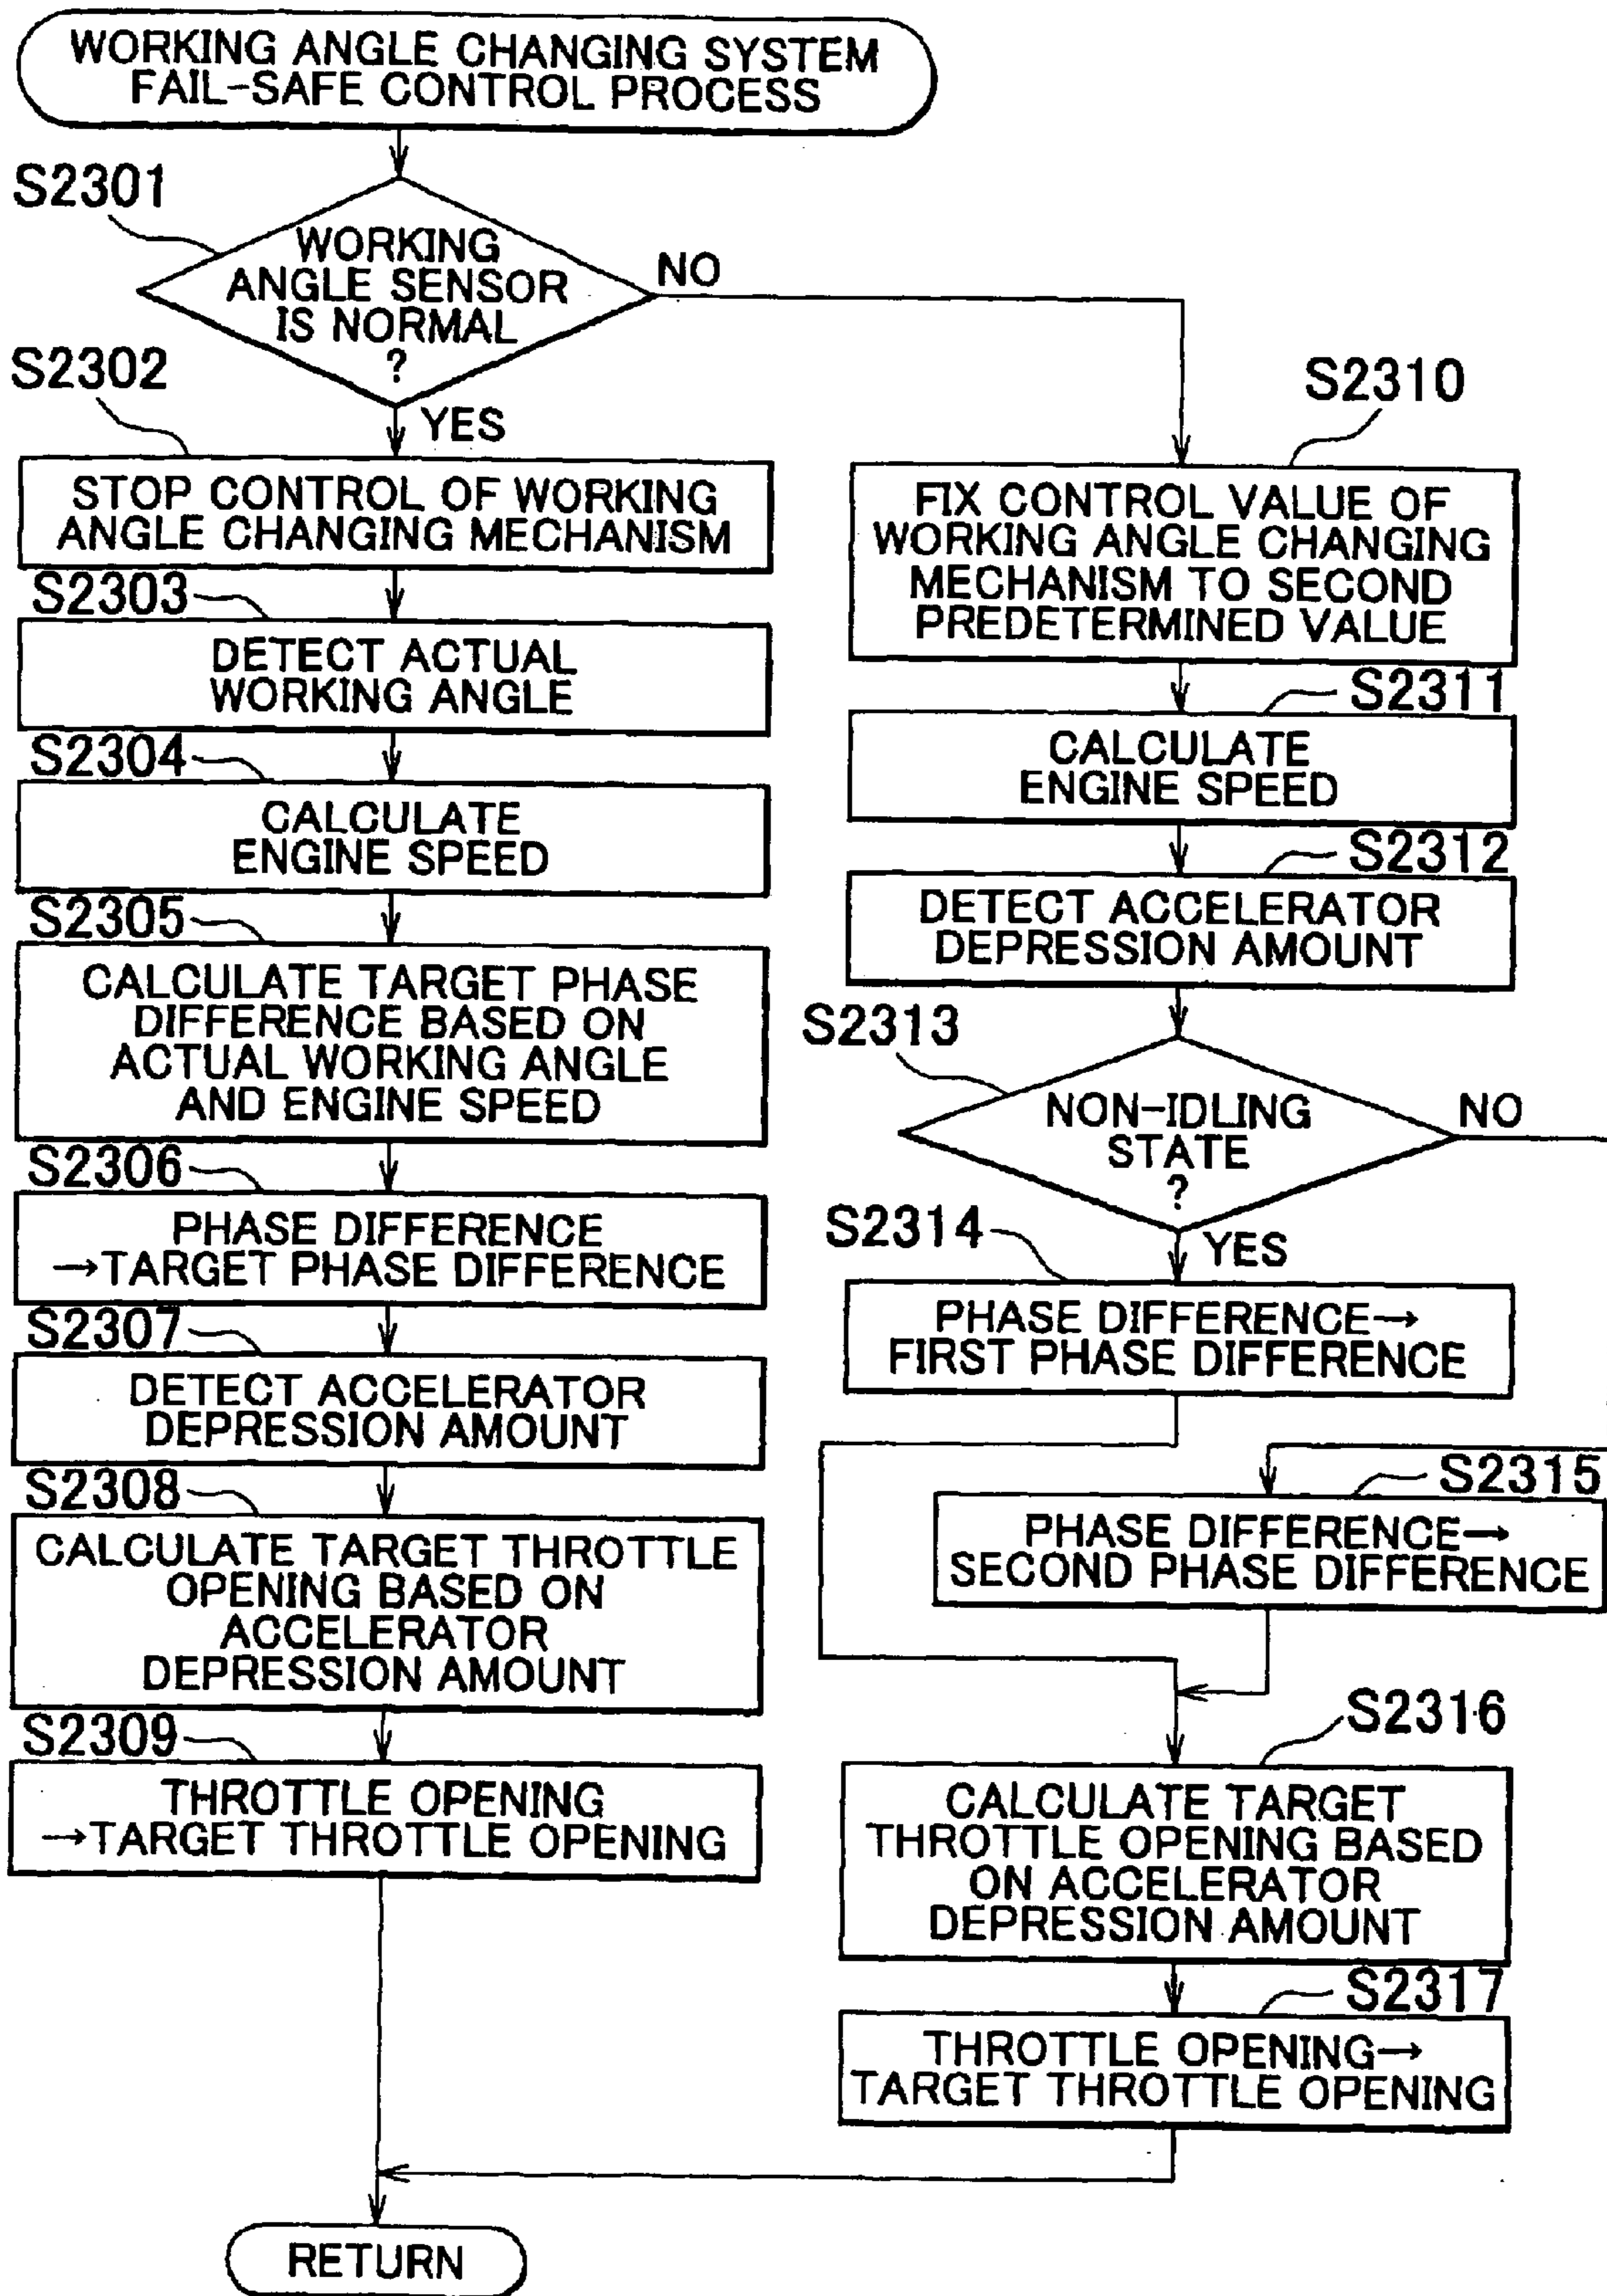 WORKING ANGLE CHANGING SYSTEM
FAIL-SAFE CONTROL PROCESS
S2301
WORKING
ANGLE SENSOR
IS NORMAL
?
NO
YES
S2302
STOP CONTROL OF WORKING
ANGLE CHANGING MECHANISM
S2303
DETECT ACTUAL
WORKING ANGLE
S2304
CALCULATE
ENGINE SPEED
S2305
CALCULATE TARGET PHASE
DIFFERENCE BASED ON
ACTUAL WORKING ANGLE
AND ENGINE SPEED
S2306
PHASE DIFFERENCE
→TARGET PHASE DIFFERENCE
S2307
DETECT ACCELERATOR
DEPRESSION AMOUNT
S2308
CALCULATE TARGET THROTTLE
OPENING BASED ON
ACCELERATOR
DEPRESSION AMOUNT
S2309
THROTTLE OPENING
→TARGET THROTTLE OPENING
S2310
FIX CONTROL VALUE OF
WORKING ANGLE CHANGING
MECHANISM TO SECOND
PREDETERMINED VALUE
S2311
CALCULATE
ENGINE SPEED
S2312
DETECT ACCELERATOR
DEPRESSION AMOUNT
S2313
NON-IDLING
STATE
?
NO
YES
S2314
PHASE DIFFERENCE→
FIRST PHASE DIFFERENCE
S2315
PHASE DIFFERENCE→
SECOND PHASE DIFFERENCE
S2316
CALCULATE TARGET
THROTTLE OPENING BASED
ON ACCELERATOR
DEPRESSION AMOUNT
S2317
THROTTLE OPENING→
TARGET THROTTLE OPENING
RETURN